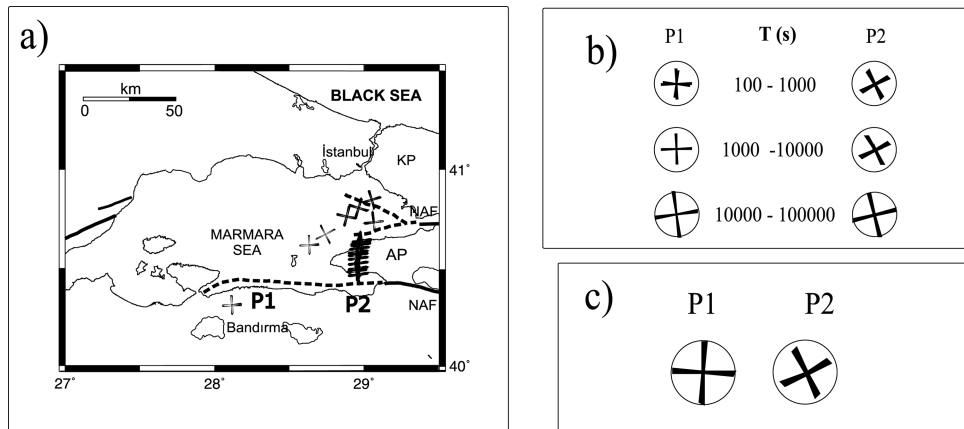 a)
km
0 50
BLACK SEA
İstanbul
KP
41°
NAF
MARMARA
SEA
AP
P1 P2
NAF
Bandırma
40°
27° 28° 29°
b)
P1 T (s) P2
100 - 1000
1000 -10000
10000 - 100000
c)
P1 P2